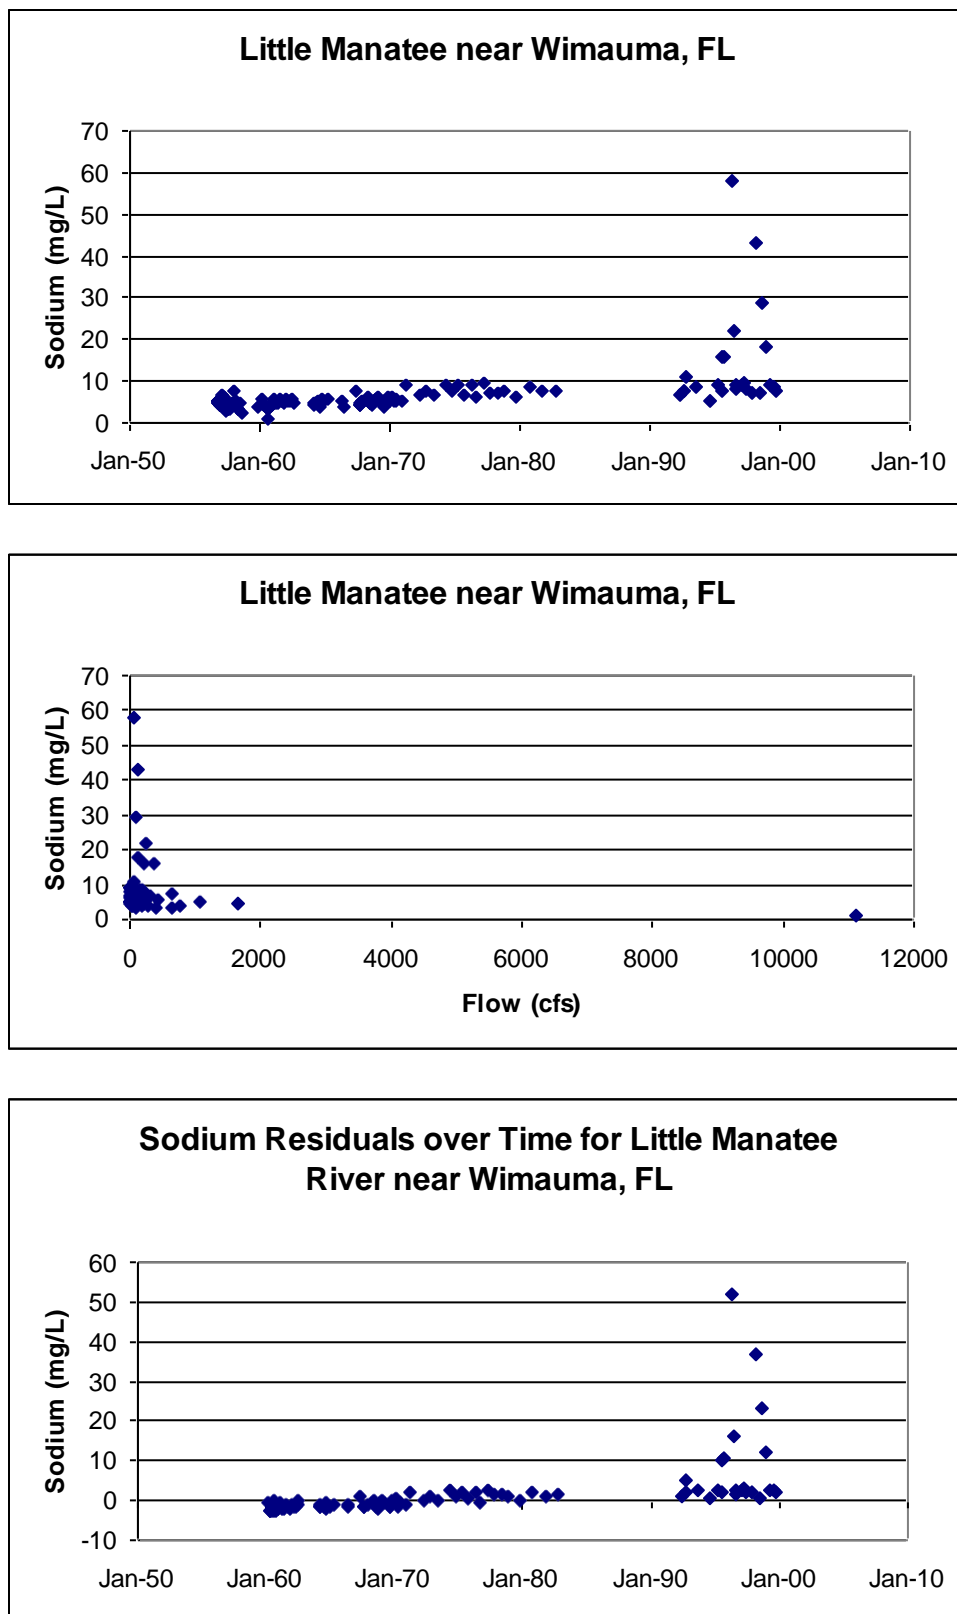 Little Manatee near Wimauma, FL
70
60
50
40
30
20
10
0
Sodium (mg/L)
Jan-50 Jan-60 Jan-70 Jan-80 Jan-90 Jan-00 Jan-10
Little Manatee near Wimauma, FL
70
60
50
40
30
20
10
0
Sodium (mg/L)
0 2000 4000 6000 8000 10000 12000
Flow (cfs)
Sodium Residuals over Time for Little Manatee
River near Wimauma, FL
60
50
40
30
20
10
0
-10
Sodium (mg/L)
Jan-50 Jan-60 Jan-70 Jan-80 Jan-90 Jan-00 Jan-10